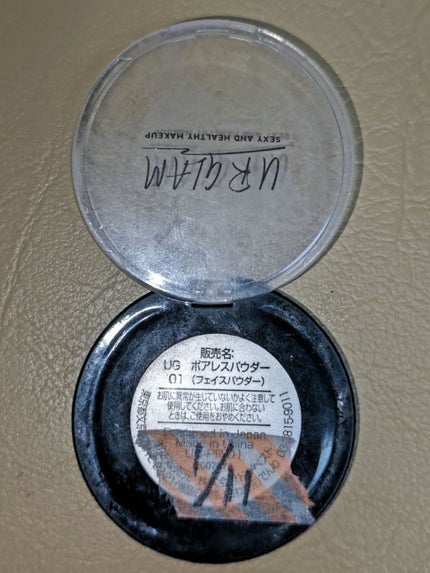 UR GLAM
SEXY AND HEALTHY MAKEUP
販売名:
UG ポアレスパウダー
01 (フェイスパウダー)
お肌に異常が生じていないかよく注意して
使用してください。お肌に合わない
ときは、ご使用をおやめください。
in Japan
Made in China
1/11
815-9011